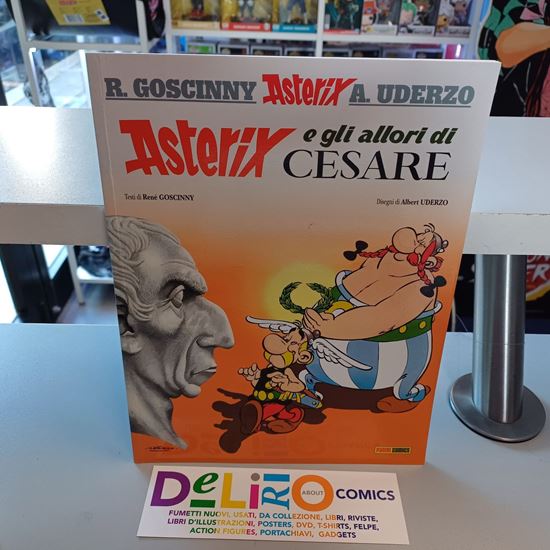 R. GOSCINNY Asterix A. UDERZO
Asterix e gli allori di
CESARE
Testi di René GOSCINNY
Disegni di Albert UDERZO
PANINI COMICS
DeLiRiO ABOUT COMICS
FUMETTI NUOVI, USATI, DA COLLEZIONE, LIBRI, RIVISTE,
LIBRI D'ILLUSTRAZIONI, POSTERS, DVD, T-SHIRTS, FELPE,
ACTION FIGURES, PORTACHIAVI, GADGETS